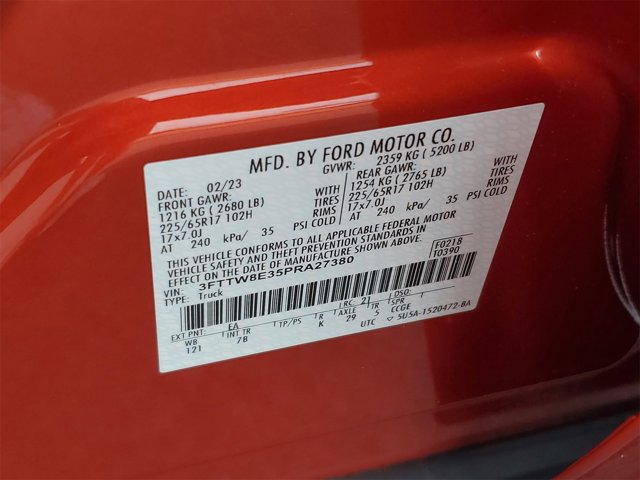 MFD. BY FORD MOTOR CO.
DATE: 02/23 GVWR: 2359 KG ( 5200 LB)
FRONT GAWR: WITH REAR GAWR: WITH
1216 KG ( 2680 LB) TIRES 1254 KG ( 2765 LB) TIRES
225/65R17 102H RIMS 225/65R17 102H RIMS
17x7.0J 17x7.0J
AT 240 kPa/ 35 PSI COLD AT 240 kPa/ 35 PSI COLD
THIS VEHICLE CONFORMS TO ALL APPLICABLE FEDERAL MOTOR
VEHICLE SAFETY AND THEFT PREVENTION STANDARDS IN
EFFECT ON THE DATE OF MANUFACTURE SHOWN ABOVE.
VIN: 3FTTW8E35PRA27380 F0218
TYPE: Truck T0390
LRC: 21 DSO:
EXT PNT: EA
WB INT TR TP/PS R AXLE TR SPR
121 7B K 29 5 CCGE
UTC 5U5A-1520472-BA